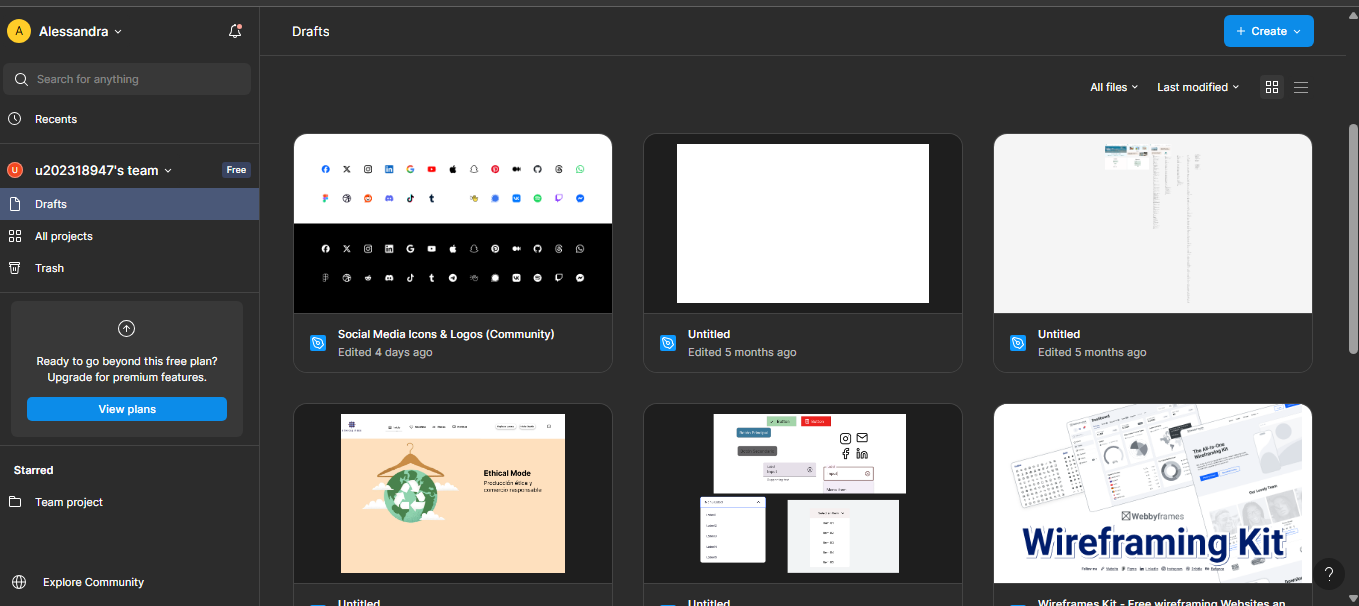 A Alessandra
Drafts
+ Create
Search for anything
All files
Last modified
Recents
U u202318947's team
Free
Drafts
All projects
Trash
Ready to go beyond this free plan?
Upgrade for premium features.
View plans
Starred
Team project
Explore Community
Social Media Icons & Logos (Community)
Edited 4 days ago
Untitled
Edited 5 months ago
Untitled
Edited 5 months ago
Ethical Mode
Producción ética y
comercio responsable
Button
Button
The All-in-One
Wireframing Kit
Our Lovely Team
Webbyframes
Wireframing Kit
Untitled
Untitled
Wireframes Kit - Free wireframing Websites an
?